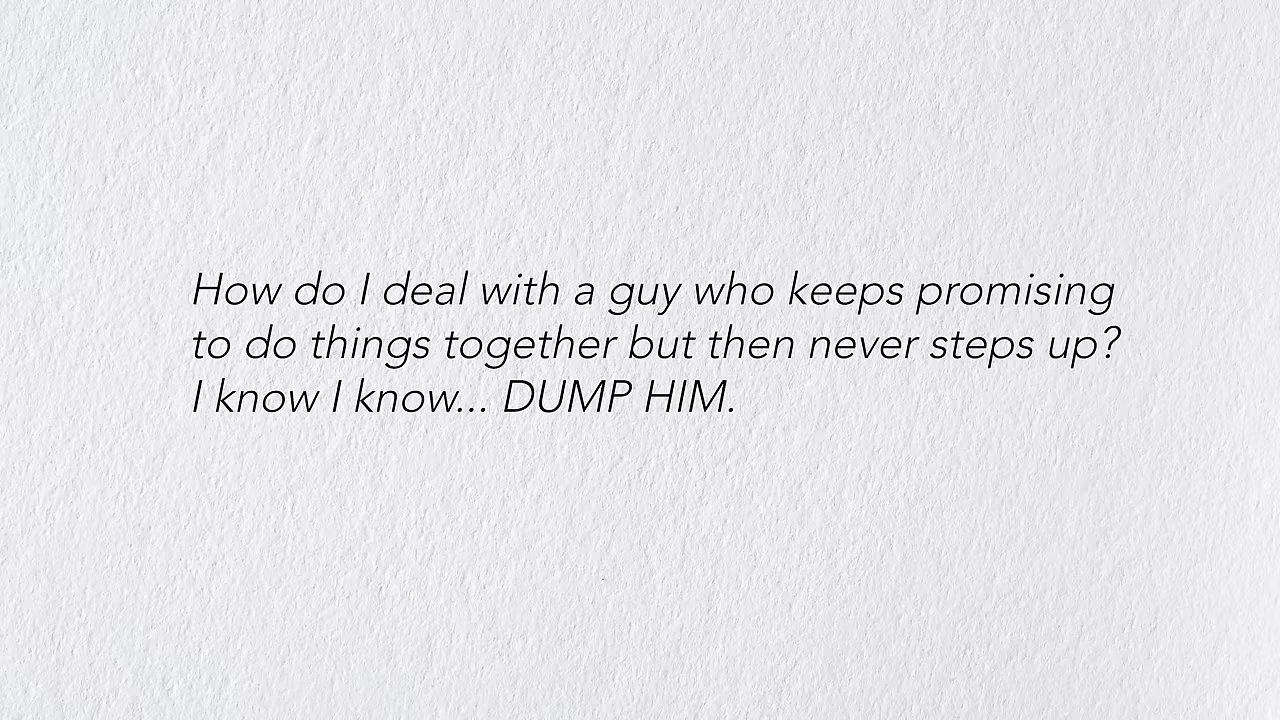 How do I deal with a guy who keeps promising
to do things together but then never steps up?
I know I know... DUMP HIM.